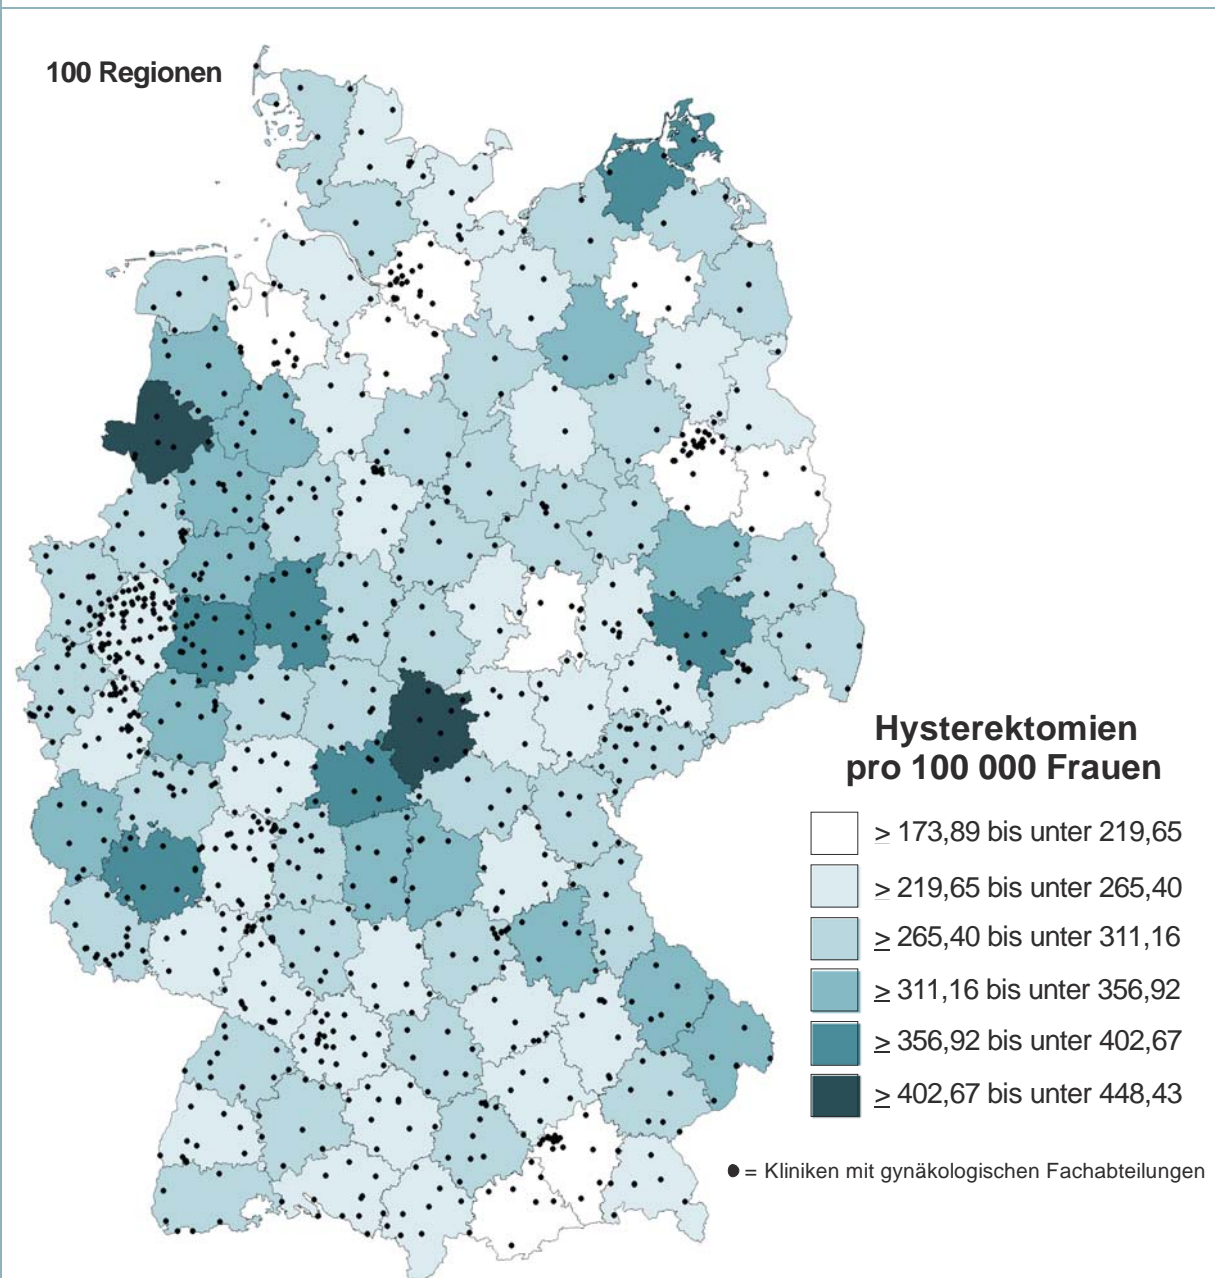 100 Regionen
Hysterektomien
pro 100 000 Frauen
≥ 173,89 bis unter 219,65
≥ 219,65 bis unter 265,40
≥ 265,40 bis unter 311,16
≥ 311,16 bis unter 356,92
≥ 356,92 bis unter 402,67
≥ 402,67 bis unter 448,43
● = Kliniken mit gynäkologischen Fachabteilungen